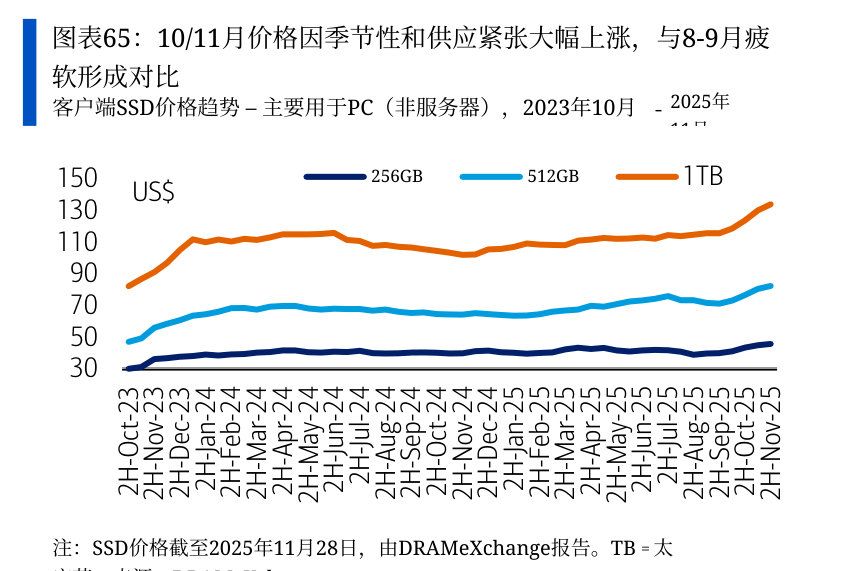 图表65：10/11月价格因季节性和供应紧张大幅上涨，与8-9月疲
软形成对比
客户端SSD价格趋势 – 主要用于PC（非服务器），2023年10月 - 2025年
11月
256GB 512GB 1TB
US$
150
130
110
90
70
50
30
2H-Oct-23
2H-Nov-23
2H-Dec-23
2H-Jan-24
2H-Feb-24
2H-Mar-24
2H-Apr-24
2H-May-24
2H-Jun-24
2H-Jul-24
2H-Aug-24
2H-Sep-24
2H-Oct-24
2H-Nov-24
2H-Dec-24
2H-Jan-25
2H-Feb-25
2H-Mar-25
2H-Apr-25
2H-May-25
2H-Jun-25
2H-Jul-25
2H-Aug-25
2H-Sep-25
2H-Oct-25
2H-Nov-25
注：SSD价格截至2025年11月28日，由DRAMeXchange报告。TB = 太